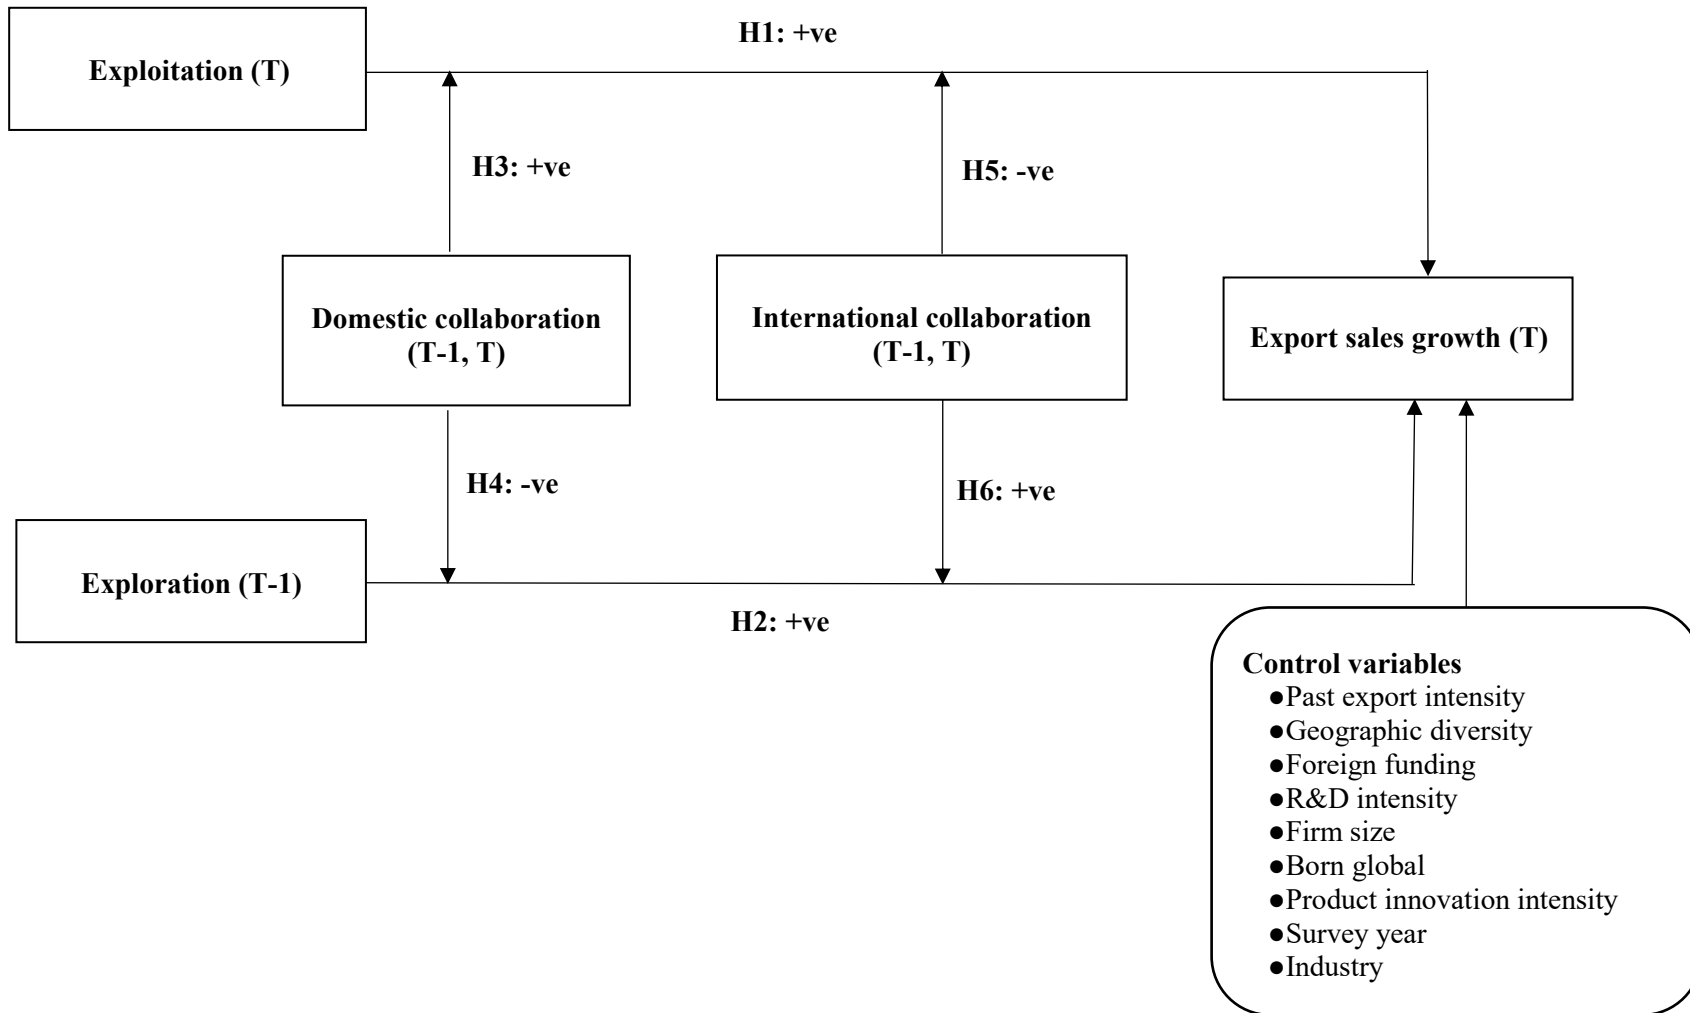 H1: +ve
Exploitation (T)
H3: +ve
H5: -ve
Domestic collaboration
(T-1, T)
International collaboration
(T-1, T)
Export sales growth (T)
H4: -ve
H6: +ve
Exploration (T-1)
H2: +ve
Control variables
●Past export intensity
●Geographic diversity
●Foreign funding
●R&D intensity
●Firm size
●Born global
●Product innovation intensity
●Survey year
●Industry